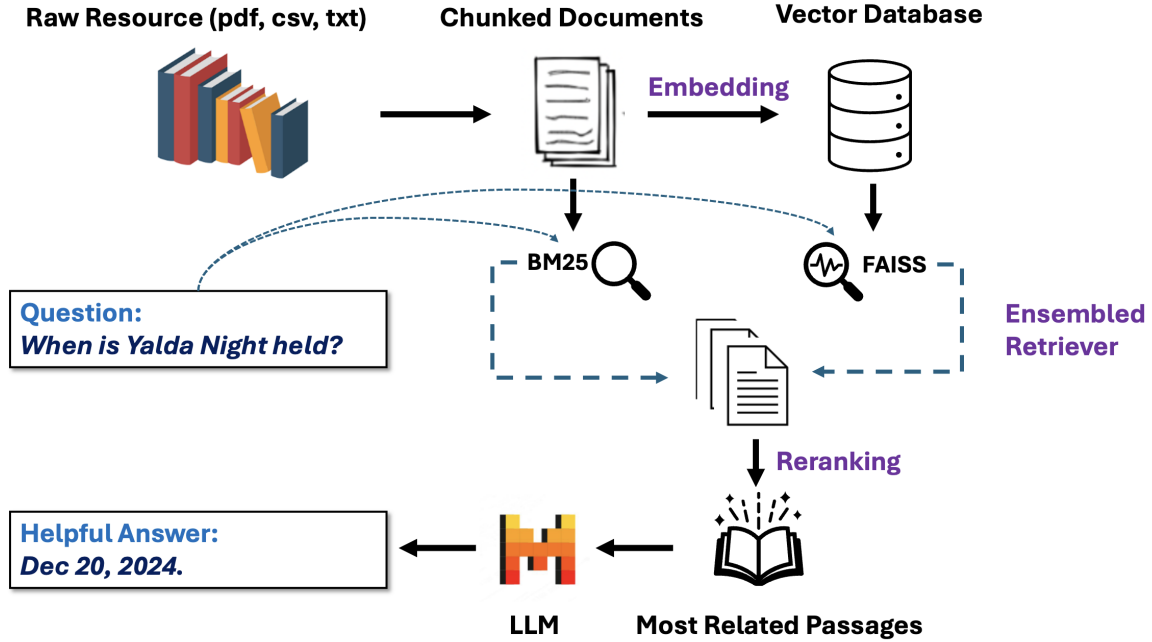 Raw Resource (pdf, csv, txt)
Chunked Documents
Vector Database
Embedding
BM25
FAISS
Question:
When is Yalda Night held?
Ensembled
Retriever
Reranking
Helpful Answer:
Dec 20, 2024.
LLM
Most Related Passages